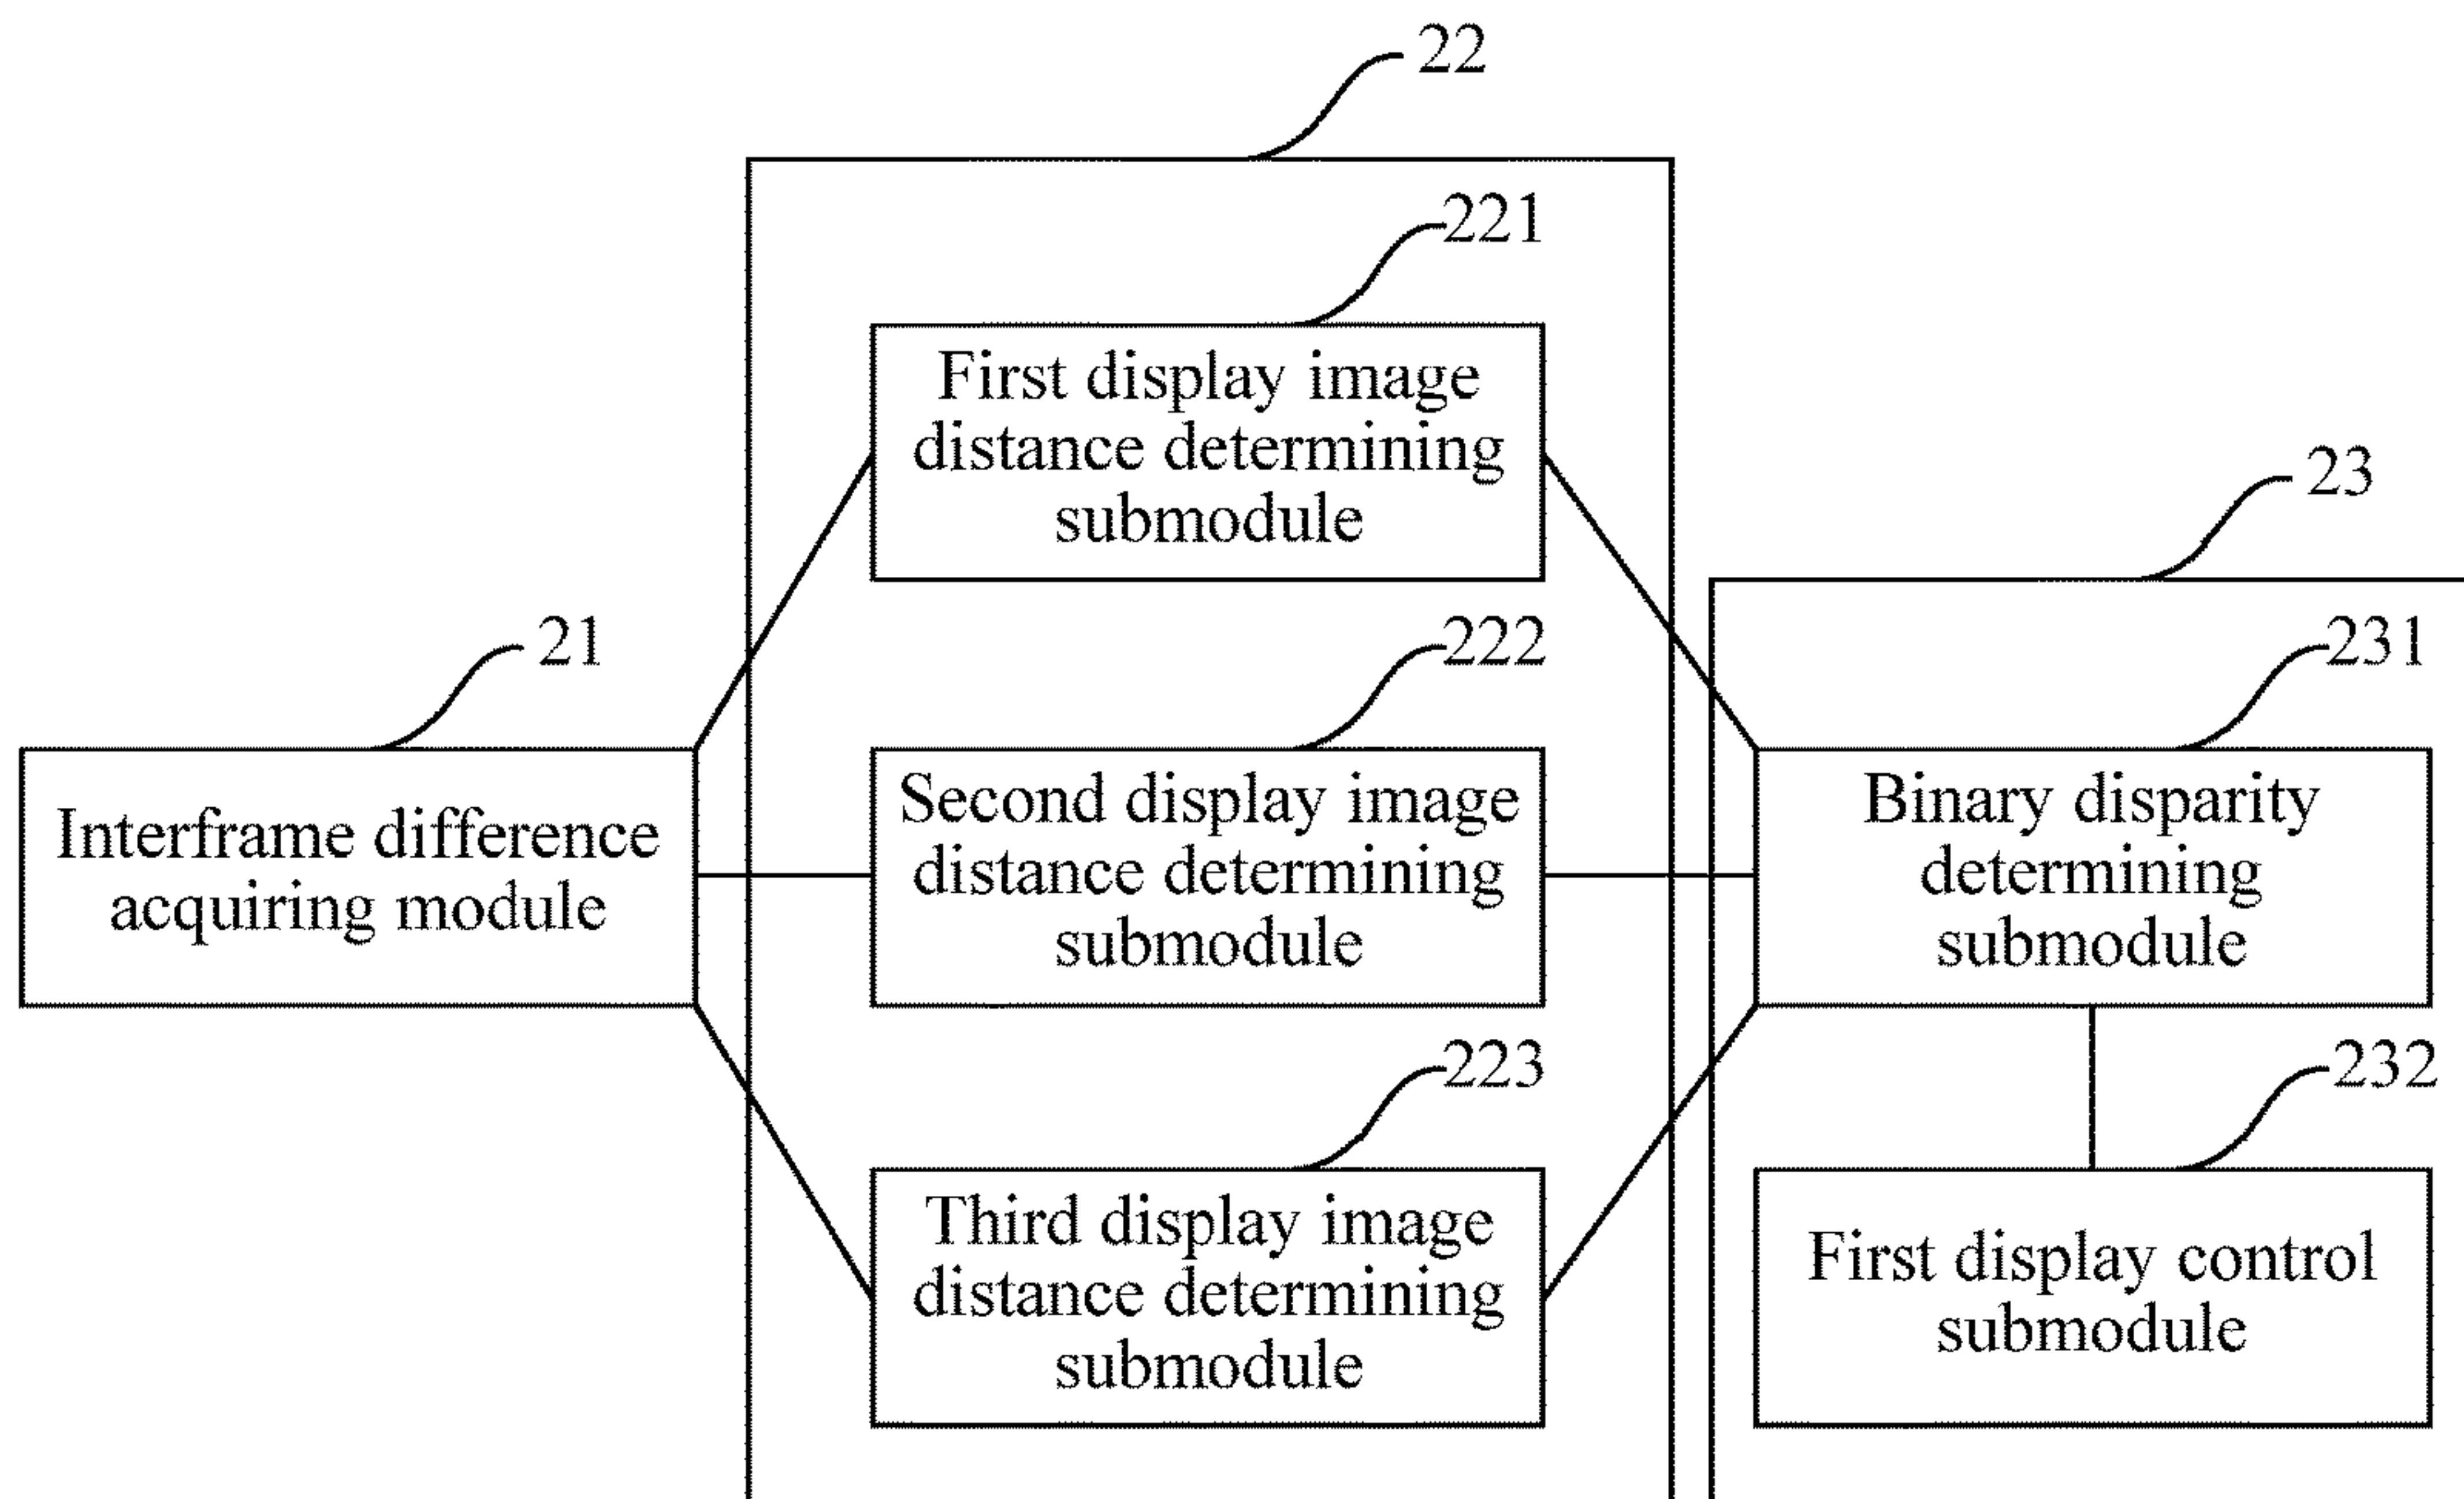 22
221
First display image
distance determining
submodule
23
21
222
231
Interframe difference
acquiring module
Second display image
distance determining
submodule
Binary disparity
determining
submodule
223
232
Third display image
distance determining
submodule
First display control
submodule